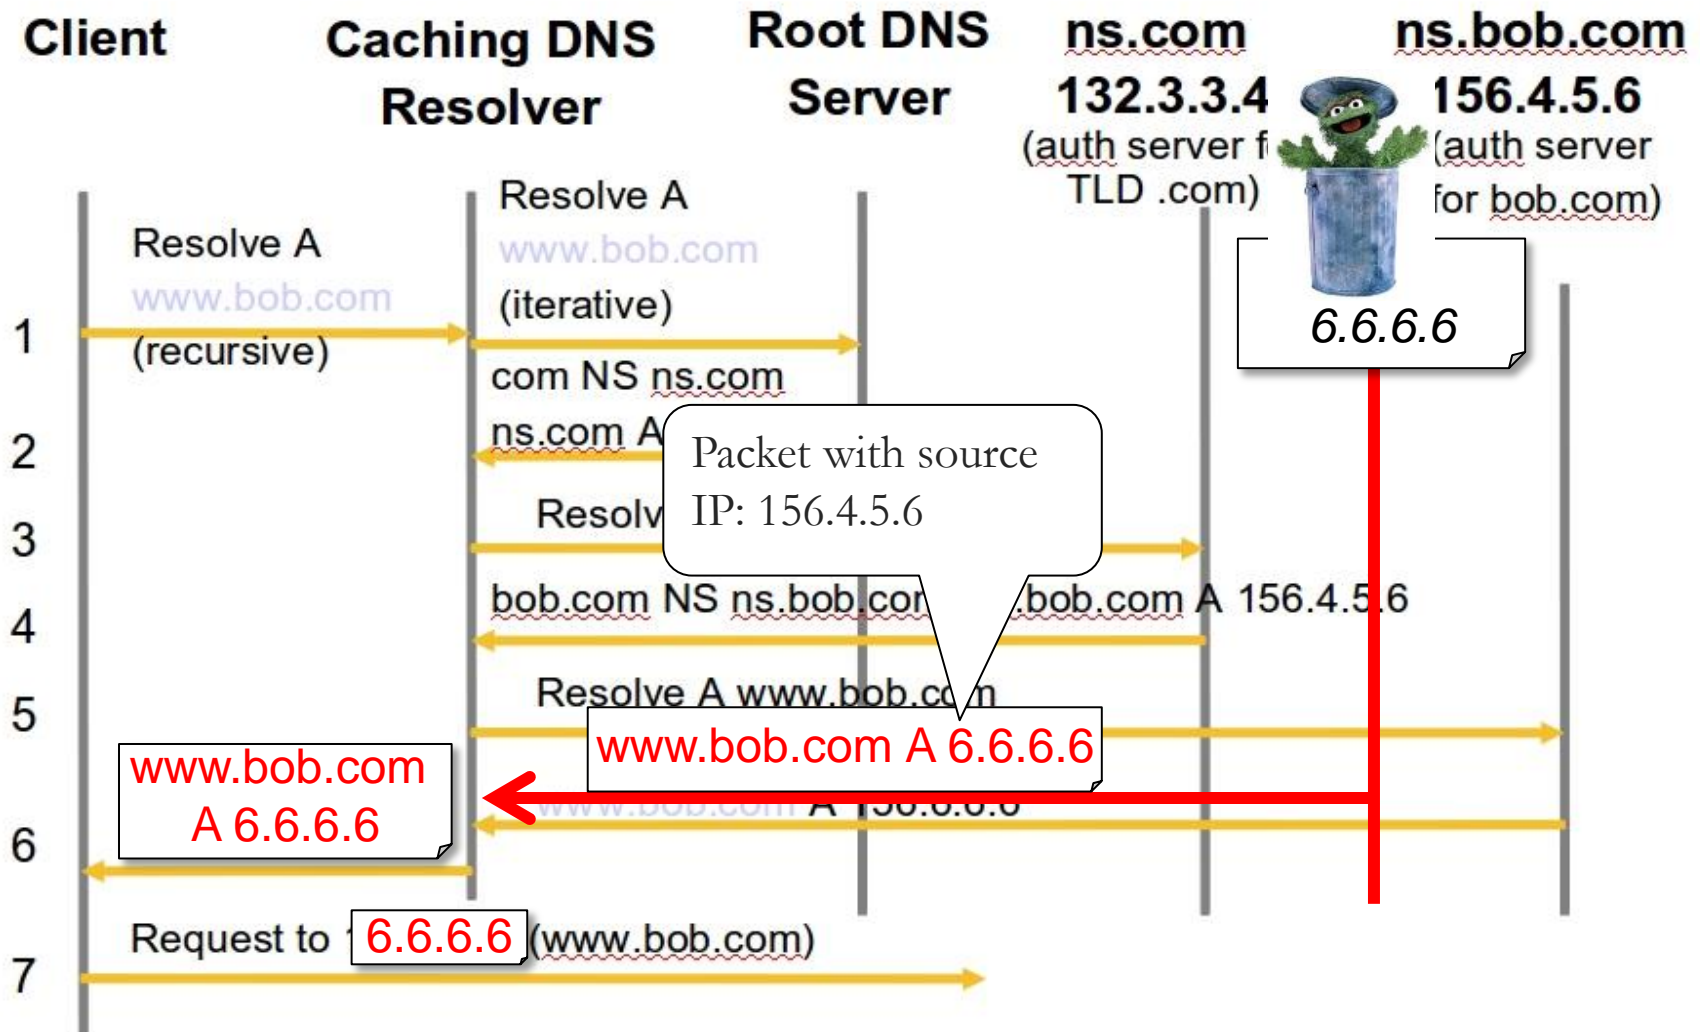 Client
Caching DNS
Resolver
Root DNS
Server
ns.com
132.3.3.4
(auth server f
TLD .com)
ns.bob.com
156.4.5.6
(auth server
for bob.com)
6.6.6.6
Resolve A
www.bob.com
(recursive)
Resolve A
www.bob.com
(iterative)
1
com NS ns.com
ns.com A
2
Packet with source
IP: 156.4.5.6
Resolv
3
bob.com NS ns.bob.com .bob.com A 156.4.5.6
4
Resolve A www.bob.com
5
www.bob.com A 6.6.6.6
www.bob.com
A 6.6.6.6
www.bob.com A
6
Request to 6.6.6.6 (www.bob.com)
7